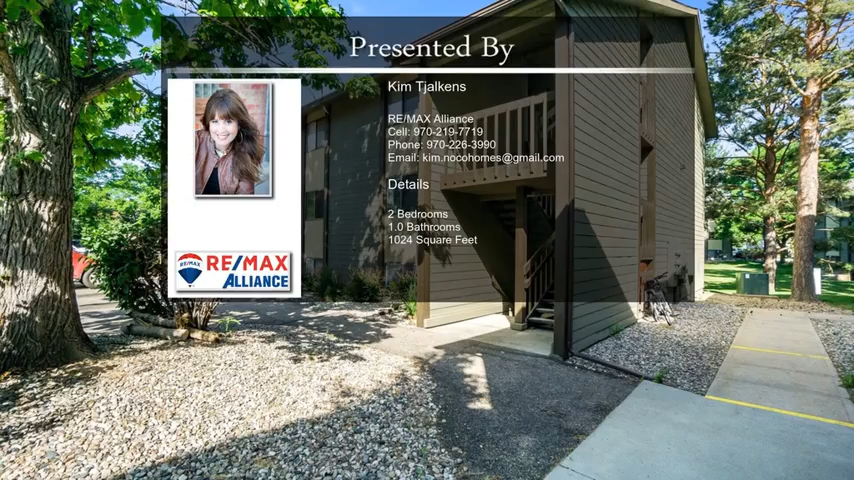 Presented By
Kim Tjalkens
RE/MAX Alliance
Cell: 970-219-7719
Phone: 970-226-3990
Email: kim.nocohomes@gmail.com
Details
2 Bedrooms
1.0 Bathrooms
1024 Square Feet
RE/MAX
RE/MAX
ALLIANCE